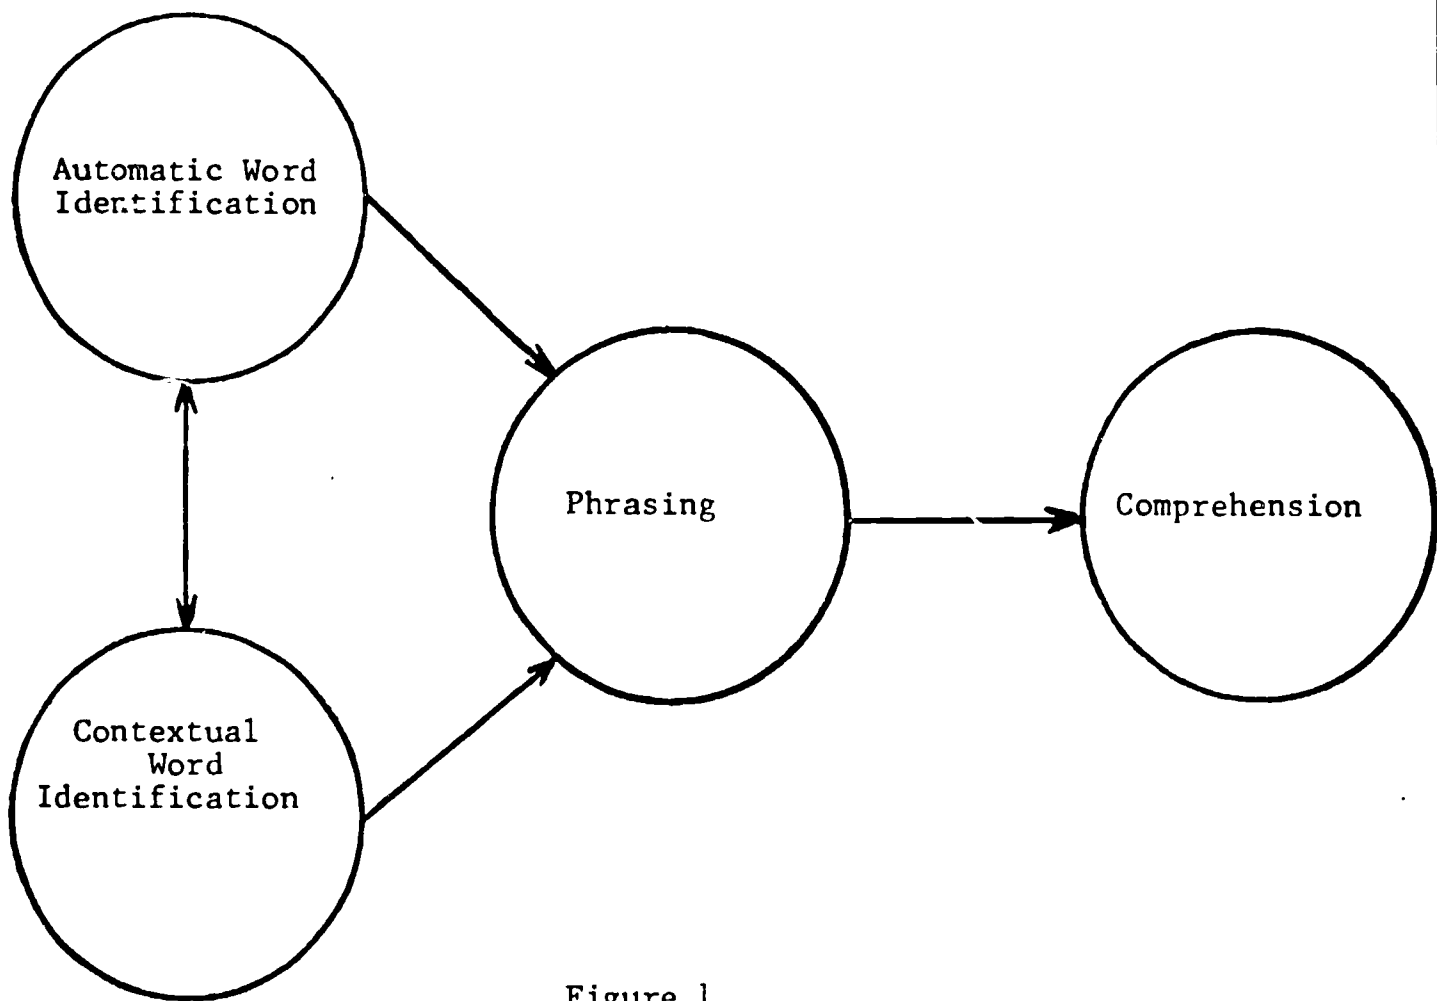 Automatic Word
Identification
Phrasing
Comprehension
Contextual
Word
Identification
Figure 1